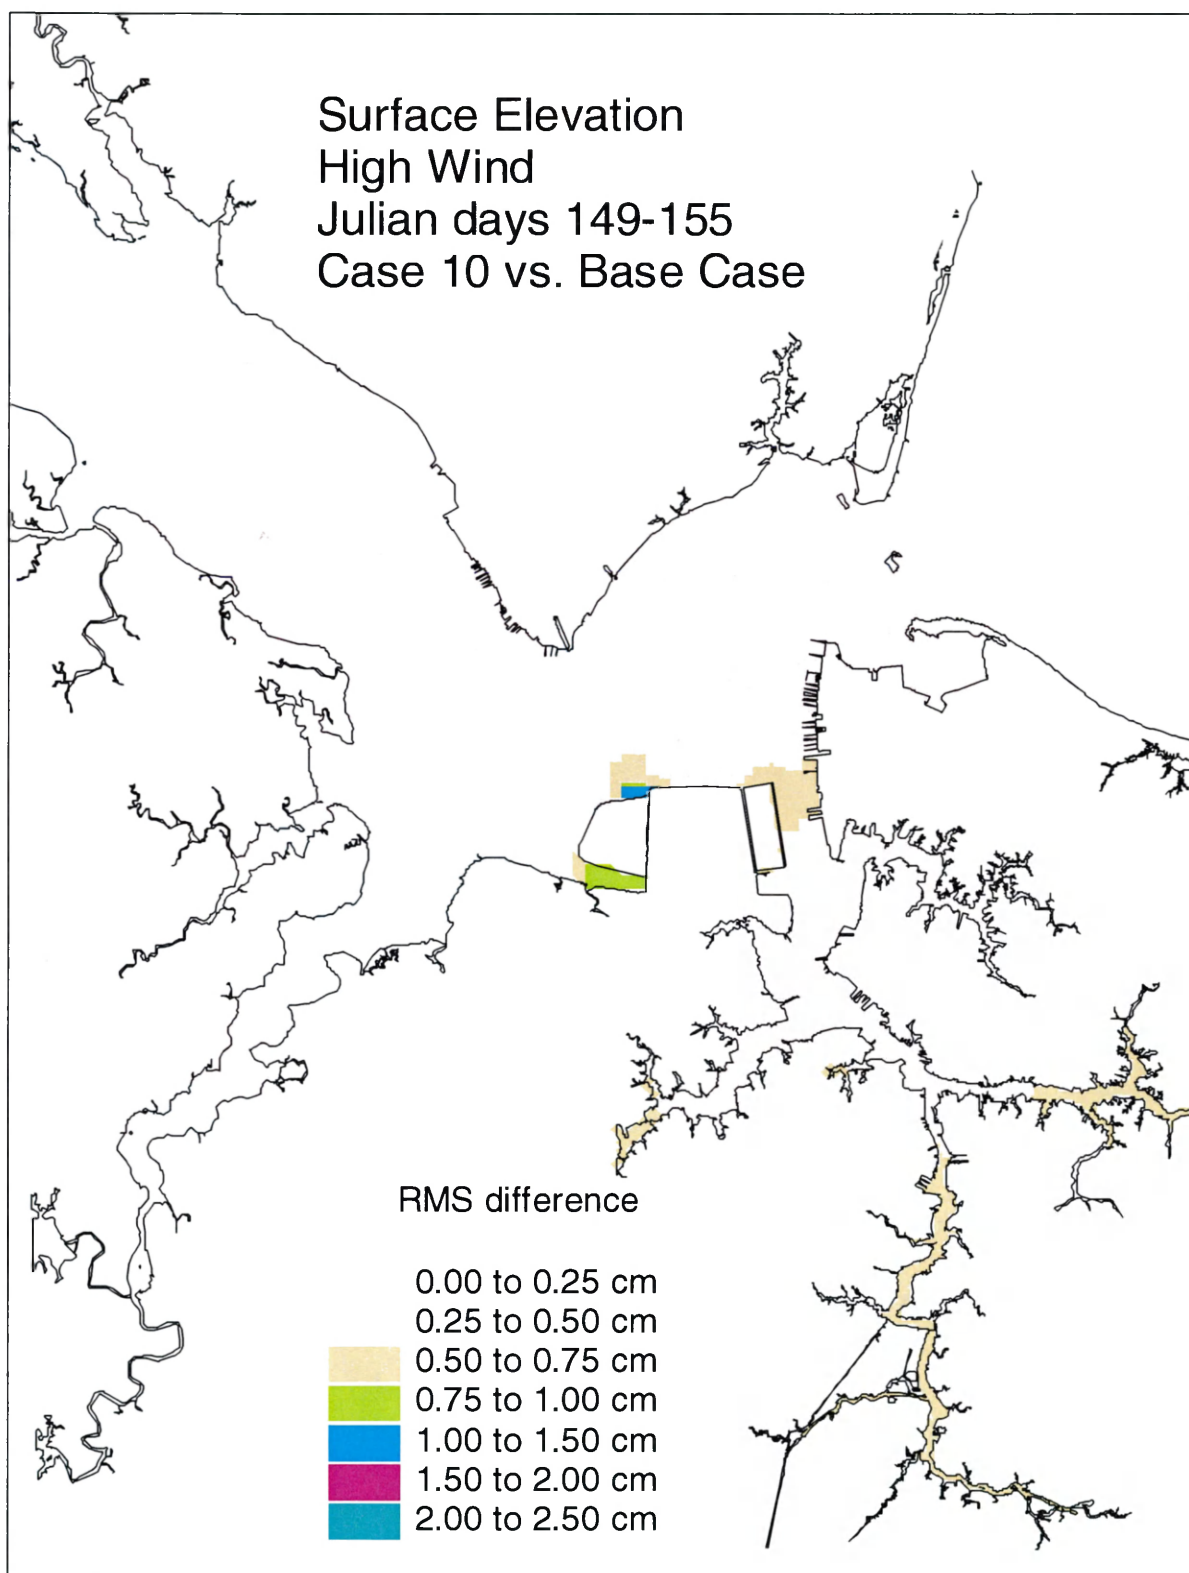 Surface Elevation
High Wind
Julian days 149-155
Case 10 vs. Base Case
RMS difference
0.00 to 0.25 cm
0.25 to 0.50 cm
0.50 to 0.75 cm
0.75 to 1.00 cm
1.00 to 1.50 cm
1.50 to 2.00 cm
2.00 to 2.50 cm